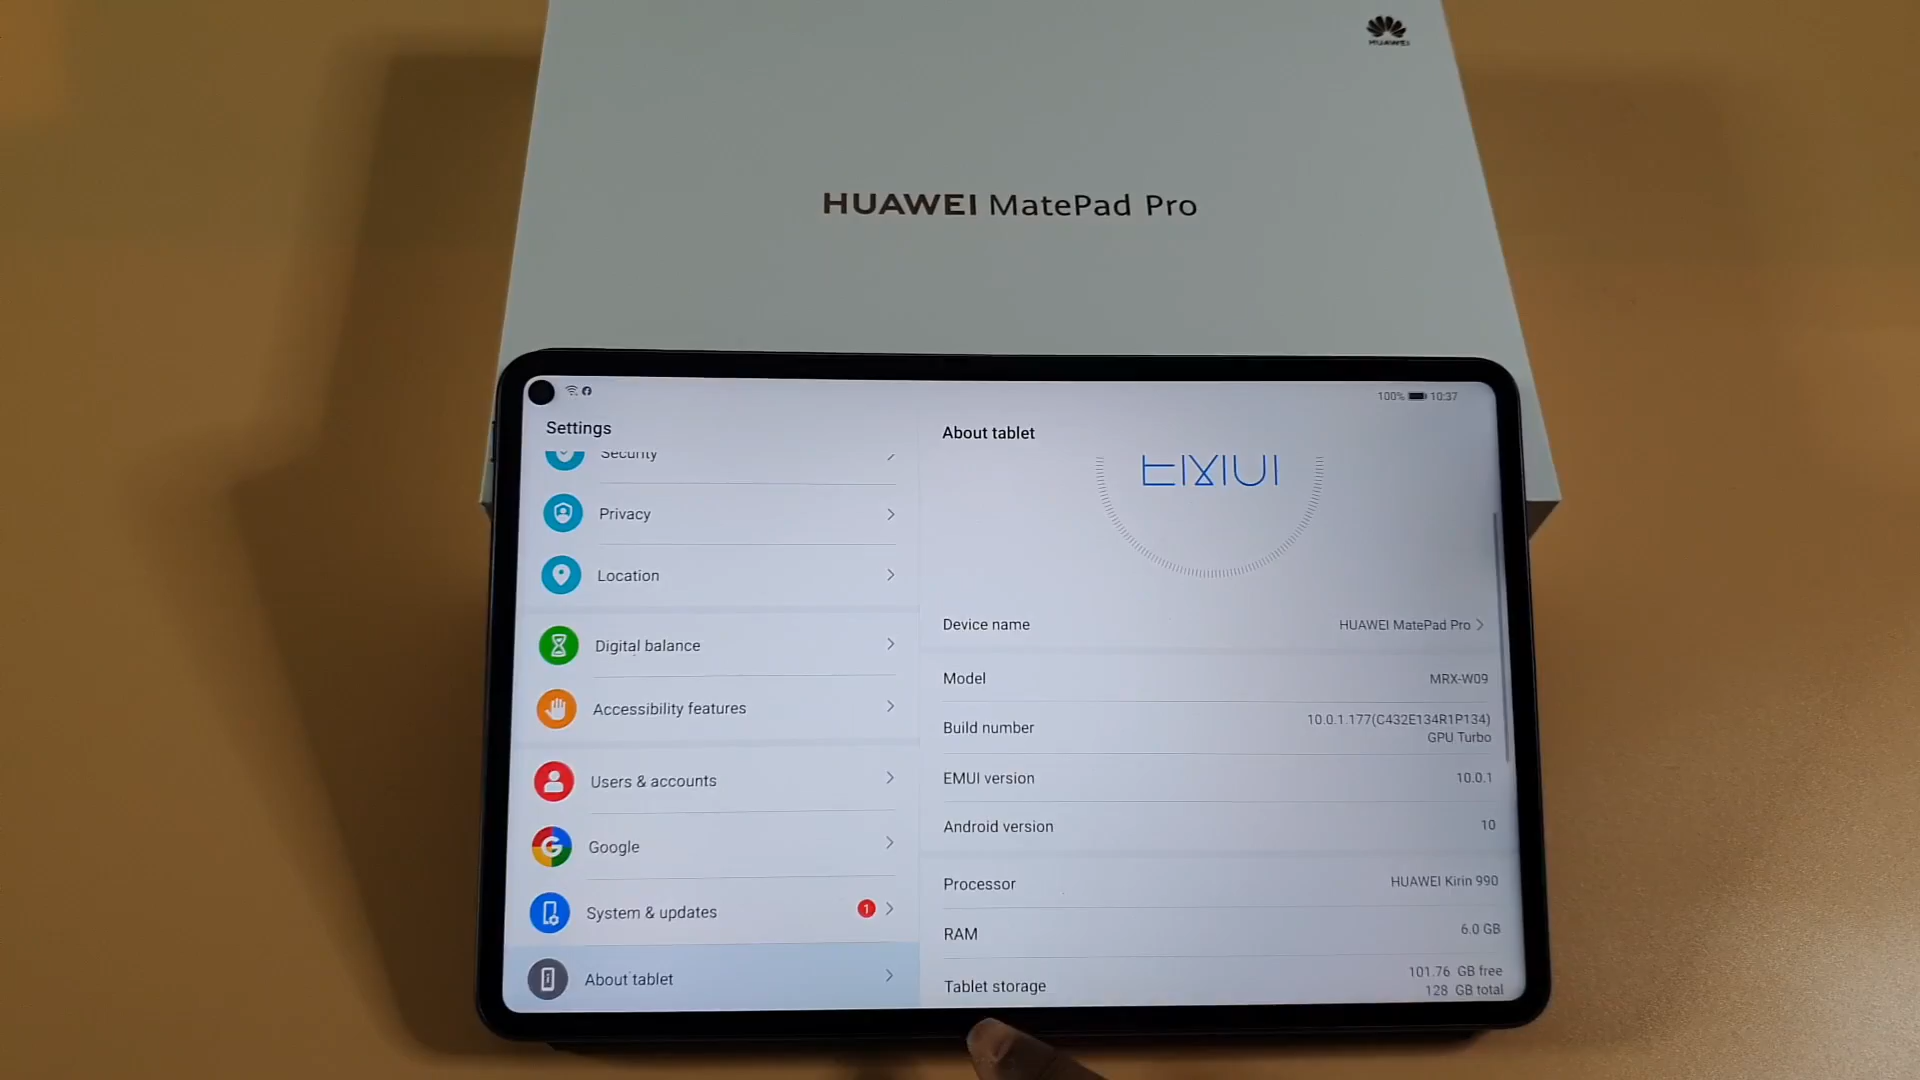 HUAWEI
HUAWEI MatePad Pro
100% 10:37
Settings
Security
Privacy
Location
Digital balance
Accessibility features
Users & accounts
Google
System & updates 1
About tablet
About tablet
EMUI
Device name HUAWEI MatePad Pro
Model MRX-W09
Build number 10.0.1.177(C432E134R1P134)
GPU Turbo
EMUI version 10.0.1
Android version 10
Processor HUAWEI Kirin 990
RAM 6.0 GB
Tablet storage 101.76 GB free
128 GB total